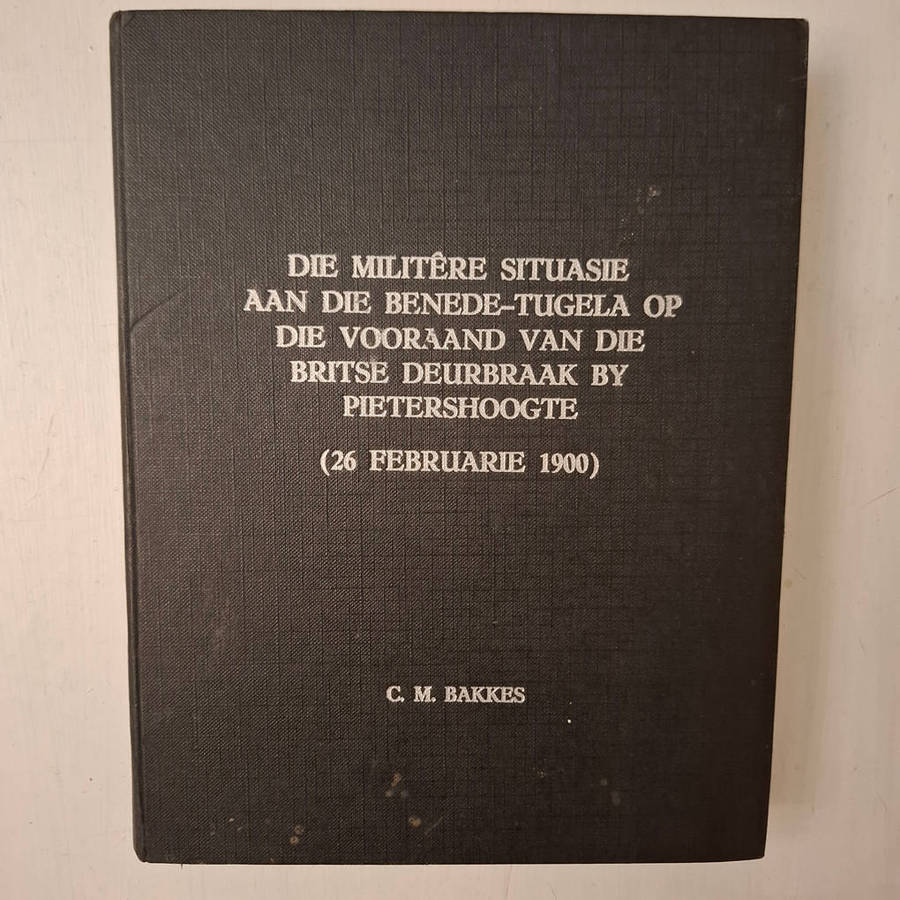 DIE MILITÊRE SITUASIE
AAN DIE BENEDE-TUGELA OP
DIE VOORAAND VAN DIE
BRITSE DEURBRAAK BY
PIETERSHOOGTE
(26 FEBRUARIE 1900)
C. M. BAKKES